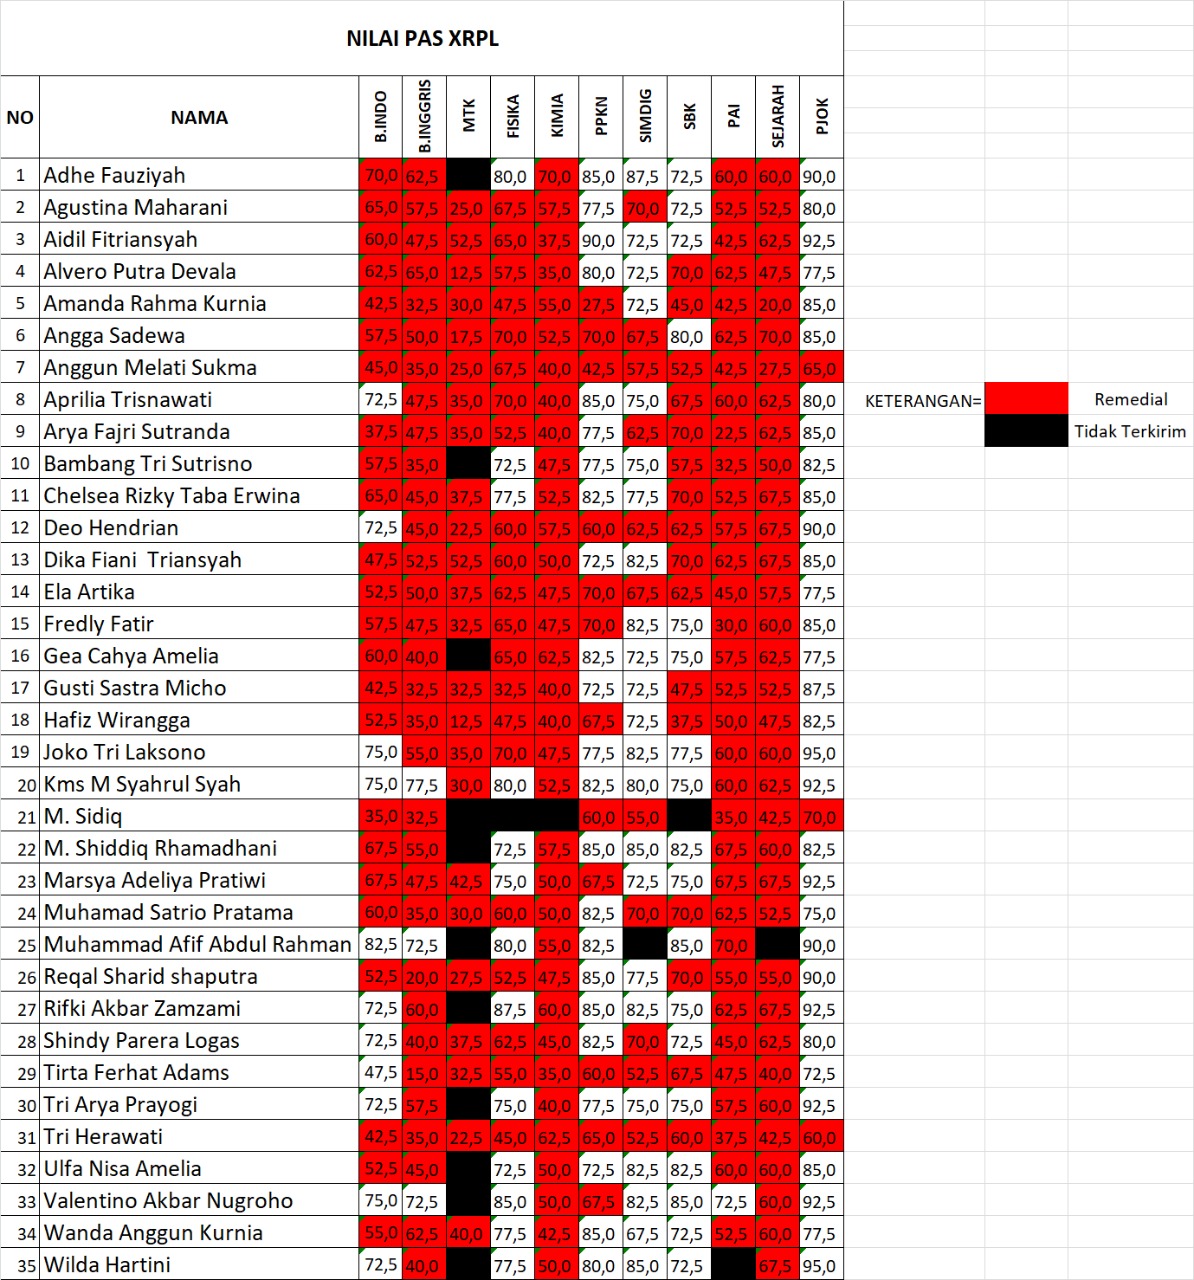 NILAI PAS XRPL
NO NAMA B.INDO B.INGGRIS MTK FISIKA KIMIA PPKN SIMDIG SBK PAI SEJARAH PJOK
1 Adhe Fauziyah 70,0 62,5 80,0 70,0 85,0 87,5 72,5 60,0 60,0 90,0
2 Agustina Maharani 65,0 57,5 25,0 67,5 57,5 77,5 70,0 72,5 52,5 52,5 80,0
3 Aidil Fitriansyah 60,0 47,5 52,5 65,0 37,5 90,0 72,5 72,5 42,5 62,5 92,5
4 Alvero Putra Devala 62,5 65,0 12,5 57,5 35,0 80,0 72,5 70,0 62,5 47,5 77,5
5 Amanda Rahma Kurnia 42,5 32,5 30,0 47,5 55,0 27,5 72,5 45,0 42,5 20,0 85,0
6 Angga Sadewa 57,5 50,0 17,5 70,0 52,5 70,0 67,5 80,0 62,5 70,0 85,0
7 Anggun Melati Sukma 45,0 35,0 25,0 67,5 40,0 42,5 57,5 52,5 42,5 27,5 65,0
8 Aprilia Trisnawati 72,5 47,5 35,0 70,0 40,0 85,0 75,0 67,5 60,0 62,5 80,0 KETERANGAN= Remedial
9 Arya Fajri Sutranda 37,5 47,5 35,0 52,5 40,0 77,5 62,5 70,0 22,5 62,5 85,0 Tidak Terkirim
10 Bambang Tri Sutrisno 57,5 35,0 72,5 47,5 77,5 75,0 57,5 32,5 50,0 82,5
11 Chelsea Rizky Taba Erwina 65,0 45,0 37,5 77,5 52,5 82,5 77,5 70,0 52,5 67,5 85,0
12 Deo Hendrian 72,5 45,0 22,5 60,0 57,5 60,0 62,5 62,5 57,5 67,5 90,0
13 Dika Fiani  Triansyah 47,5 52,5 52,5 60,0 50,0 72,5 82,5 70,0 62,5 67,5 85,0
14 Ela Artika 52,5 50,0 37,5 62,5 47,5 70,0 67,5 62,5 45,0 57,5 77,5
15 Fredly Fatir 57,5 47,5 32,5 65,0 47,5 70,0 82,5 75,0 30,0 60,0 85,0
16 Gea Cahya Amelia 60,0 40,0 65,0 62,5 82,5 72,5 75,0 57,5 62,5 77,5
17 Gusti Sastra Micho 42,5 32,5 32,5 32,5 40,0 72,5 72,5 47,5 52,5 52,5 87,5
18 Hafiz Wirangga 52,5 35,0 12,5 47,5 40,0 67,5 72,5 37,5 50,0 47,5 82,5
19 Joko Tri Laksono 75,0 55,0 35,0 70,0 47,5 77,5 82,5 77,5 60,0 60,0 95,0
20 Kms M Syahrul Syah 75,0 77,5 30,0 80,0 52,5 82,5 80,0 75,0 60,0 62,5 92,5
21 M. Sidiq 35,0 32,5 60,0 55,0 35,0 42,5 70,0
22 M. Shiddiq Rhamadhani 67,5 55,0 72,5 57,5 85,0 85,0 82,5 67,5 60,0 82,5
23 Marsya Adeliya Pratiwi 67,5 47,5 42,5 75,0 50,0 67,5 72,5 75,0 67,5 67,5 92,5
24 Muhamad Satrio Pratama 60,0 35,0 30,0 60,0 50,0 82,5 70,0 70,0 62,5 52,5 75,0
25 Muhammad Afif Abdul Rahman 82,5 72,5 80,0 55,0 82,5 85,0 70,0 90,0
26 Reqal Sharid shaputra 52,5 20,0 27,5 52,5 47,5 85,0 77,5 70,0 55,0 55,0 90,0
27 Rifki Akbar Zamzami 72,5 60,0 87,5 60,0 85,0 82,5 75,0 62,5 67,5 92,5
28 Shindy Parera Logas 72,5 40,0 37,5 62,5 45,0 82,5 70,0 72,5 45,0 62,5 80,0
29 Tirta Ferhat Adams 47,5 15,0 32,5 55,0 35,0 60,0 52,5 67,5 47,5 40,0 72,5
30 Tri Arya Prayogi 72,5 57,5 75,0 40,0 77,5 75,0 75,0 57,5 60,0 92,5
31 Tri Herawati 42,5 35,0 22,5 45,0 62,5 65,0 52,5 60,0 37,5 42,5 60,0
32 Ulfa Nisa Amelia 52,5 45,0 72,5 50,0 72,5 82,5 82,5 60,0 60,0 85,0
33 Valentino Akbar Nugroho 75,0 72,5 85,0 50,0 67,5 82,5 85,0 72,5 60,0 92,5
34 Wanda Anggun Kurnia 55,0 62,5 40,0 77,5 42,5 85,0 67,5 72,5 52,5 60,0 77,5
35 Wilda Hartini 72,5 40,0 77,5 50,0 80,0 85,0 72,5 67,5 95,0